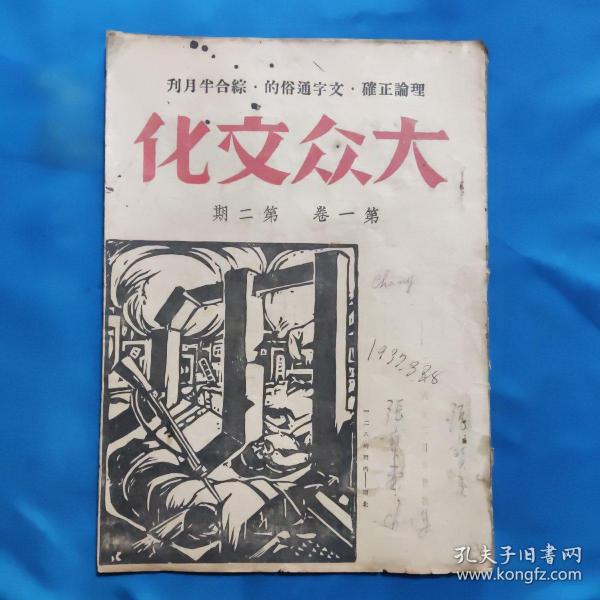 理論正確·文字通俗的·綜合半月刊
大众文化
第一卷 第二期
Chang
1937.3.28
孔夫子旧书网
www.kongfz.com